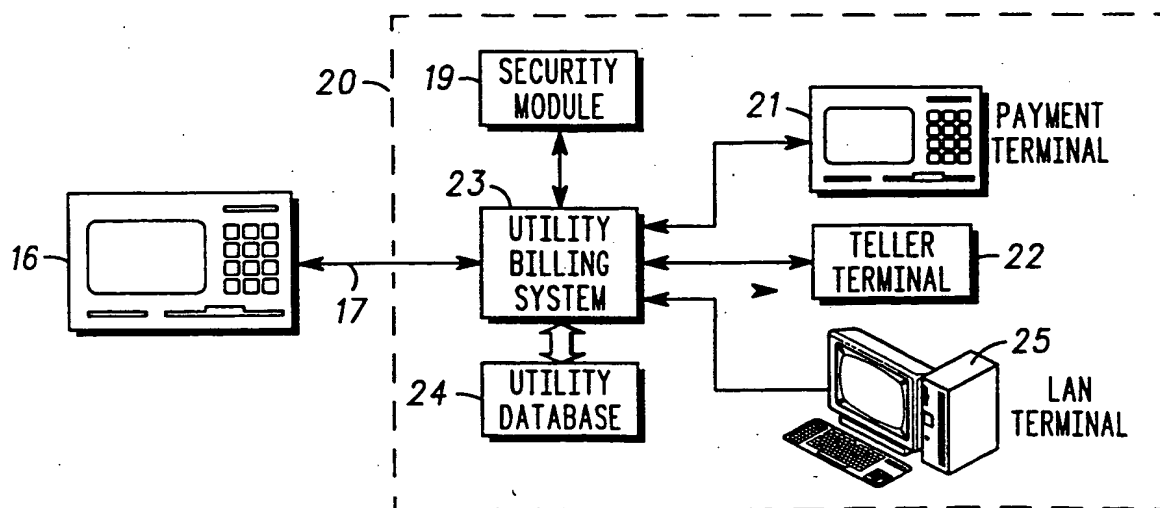 20
19
SECURITY
MODULE
21
PAYMENT
TERMINAL
23
UTILITY
BILLING
SYSTEM
16
17
TELLER
TERMINAL
22
24
UTILITY
DATABASE
25
LAN
TERMINAL